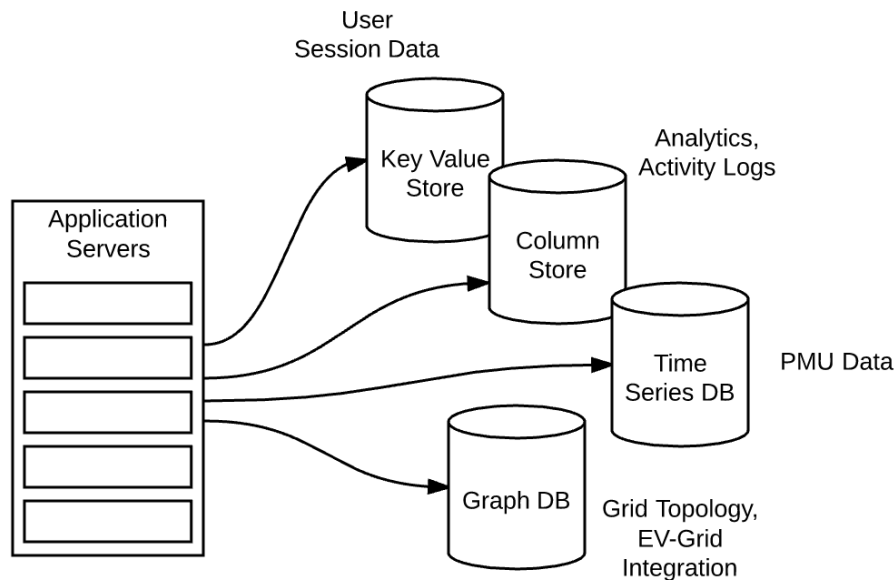 User
Session Data
Key Value
Store
Analytics,
Activity Logs
Application
Servers
Column
Store
Time
Series DB
PMU Data
Graph DB
Grid Topology,
EV-Grid
Integration